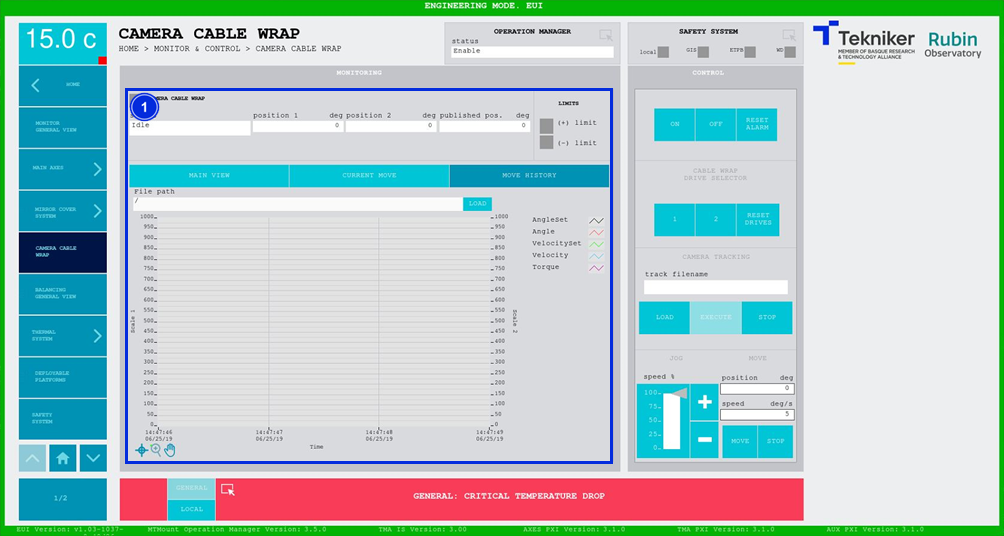 ENGINEERING MODE. EUI
15.0 c
CAMERA CABLE WRAP
HOME > MONITOR & CONTROL > CAMERA CABLE WRAP
OPERATION MANAGER
status
Enable
SAFETY SYSTEM
local GIS ETPB WD
Tekniker
MEMBER OF BASQUE RESEARCH
& TECHNOLOGY ALLIANCE
Rubin
Observatory
HOME
MONITOR
GENERAL VIEW
MAIN AXES
MIRROR COVER
SYSTEM
CAMERA CABLE
WRAP
BALANCING
GENERAL VIEW
THERMAL
SYSTEM
DEPLOYABLE
PLATFORMS
SAFETY
SYSTEM
1/2
MONITORING
1
CABLE WRAP
position 1 deg position 2 deg published pos. deg
Idle 0 0 0
LIMITS
(+) limit
(-) limit
MAIN VIEW CURRENT MOVE MOVE HISTORY
File path
/ LOAD
1000 1000
950 950
900 900
850 850
800 800
750 750
700 700
650 650
600 600
550 550
500 500
450 450
400 400
350 350
300 300
250 250
200 200
150 150
100 100
50 50
0 0
Scale 1
Scale 2
14:47:46 14:47:47 14:47:48 14:47:49
06/25/19 06/25/19 06/25/19 06/25/19
Time
AngleSet
Angle
VelocitySet
Velocity
Torque
CONTROL
ON OFF RESET
ALARM
CABLE WRAP
DRIVE SELECTOR
1 2 RESET
DRIVES
CAMERA TRACKING
track filename
LOAD EXECUTE STOP
JOG MOVE
speed %
100
75
50
25
0
+
-
position deg
0
speed deg/s
5
MOVE STOP
GENERAL
LOCAL
GENERAL: CRITICAL TEMPERATURE DROP
EUI Version: v1.03-1037-
MTMount Operation Manager Version: 3.5.0
TMA IS Version: 3.00
AXES PXI Version: 3.1.0
TMA PXI Version: 3.1.0
AUX PXI Version: 3.1.0